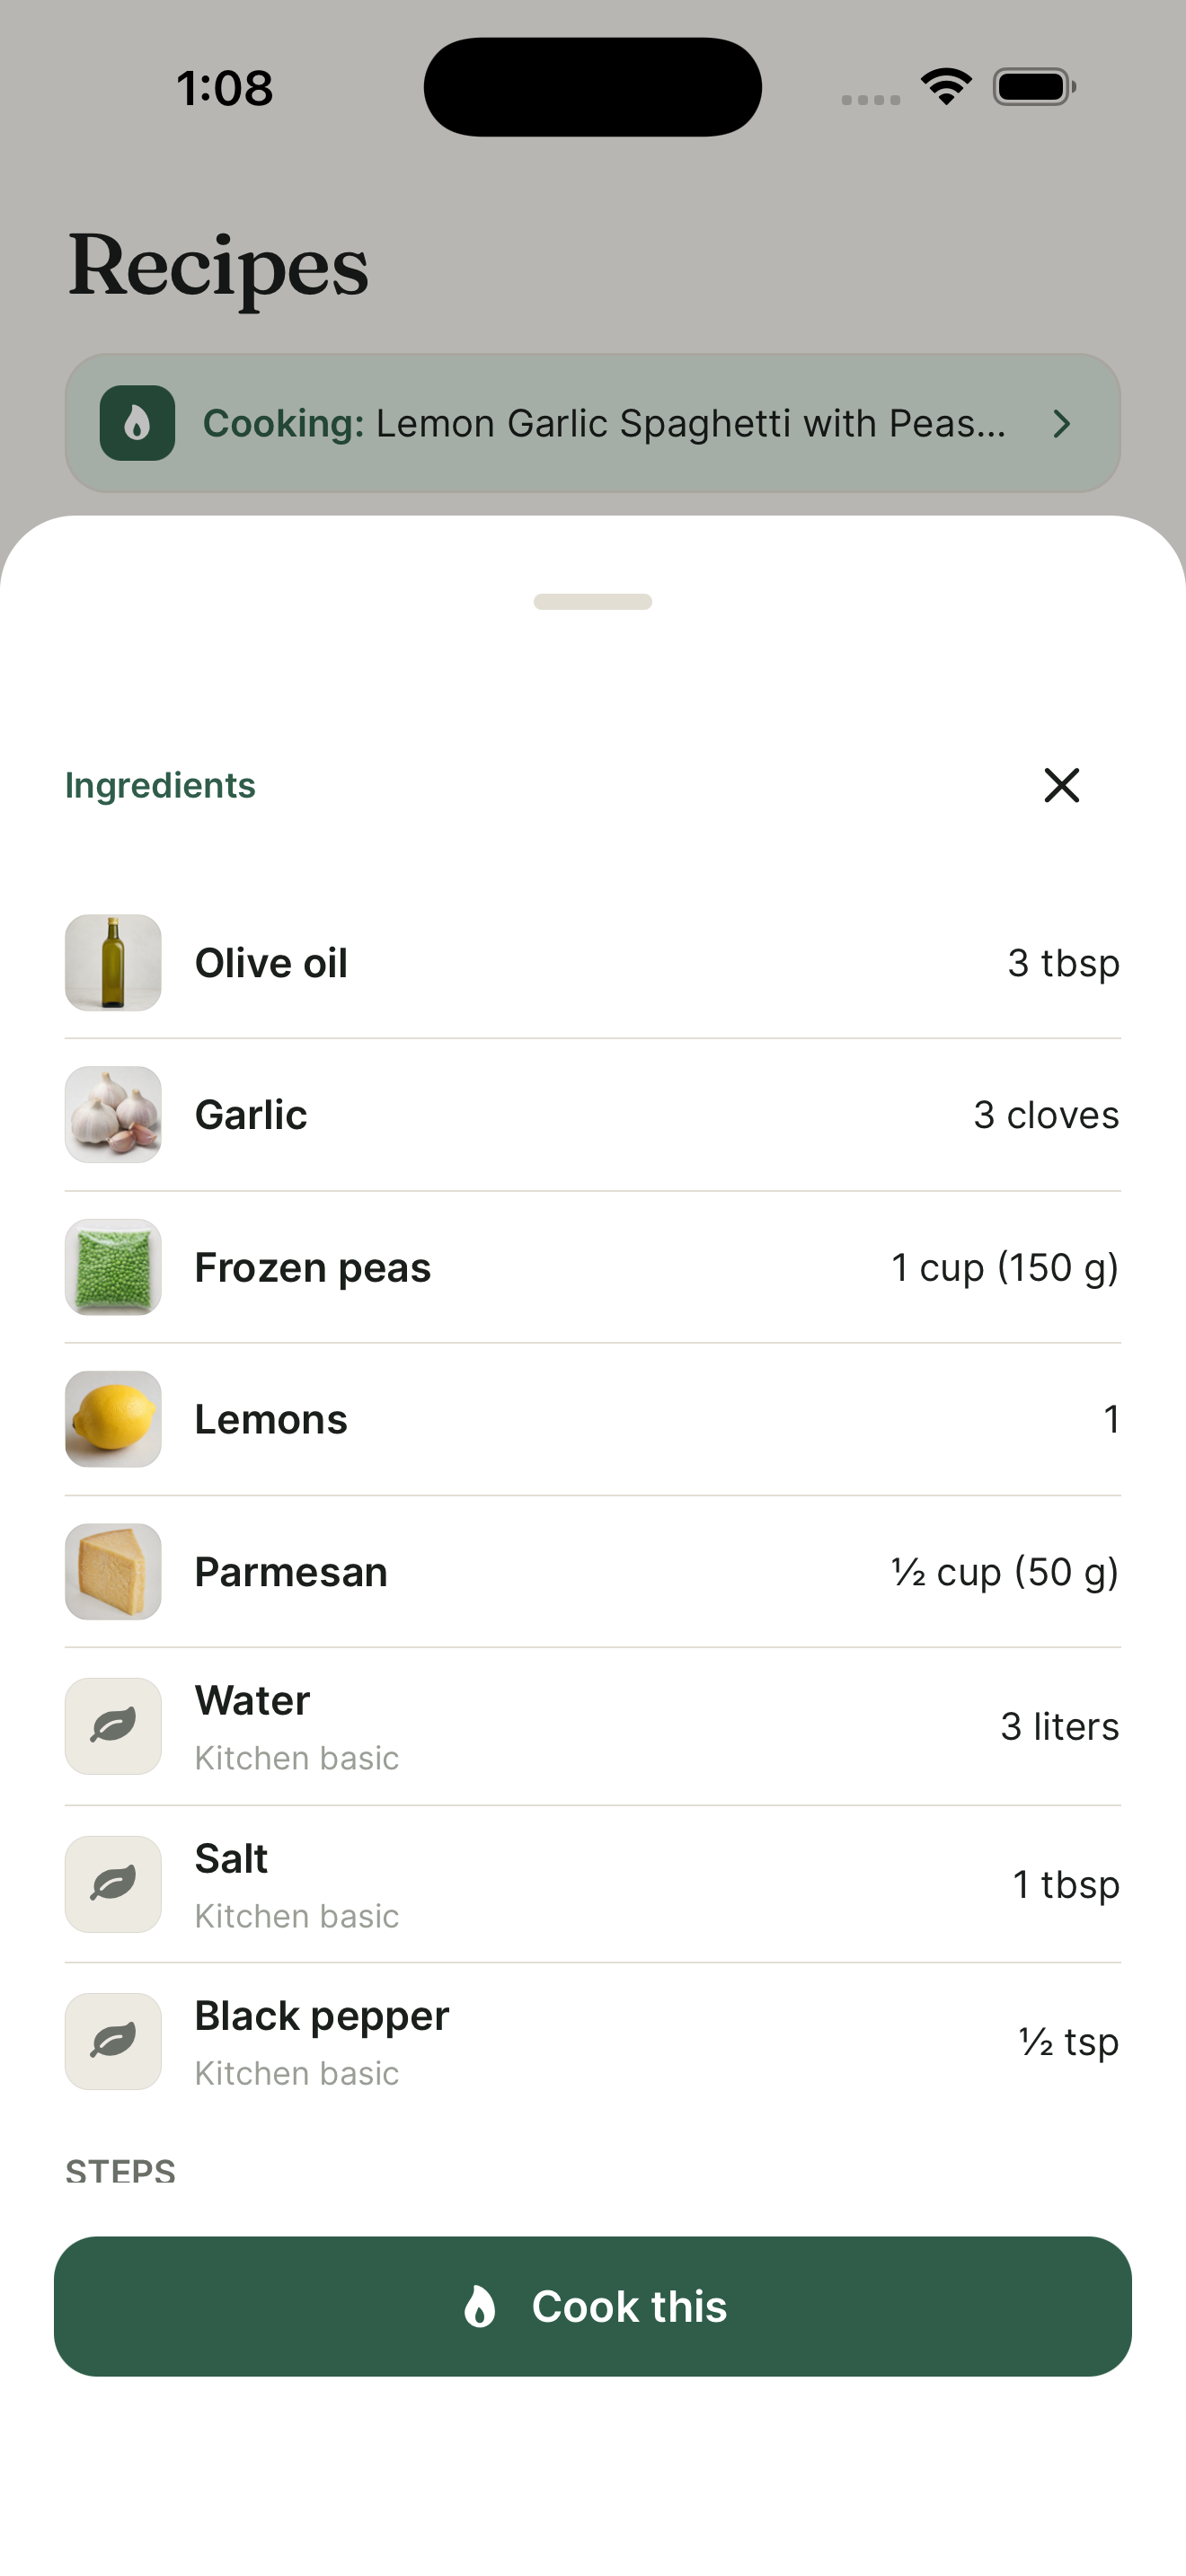 1:08
Recipes
Cooking: Lemon Garlic Spaghetti with Peas...
Ingredients
Olive oil 3 tbsp
Garlic 3 cloves
Frozen peas 1 cup (150 g)
Lemons 1
Parmesan ½ cup (50 g)
Water
Kitchen basic
3 liters
Salt
Kitchen basic
1 tbsp
Black pepper
Kitchen basic
½ tsp
STEPS
Cook this